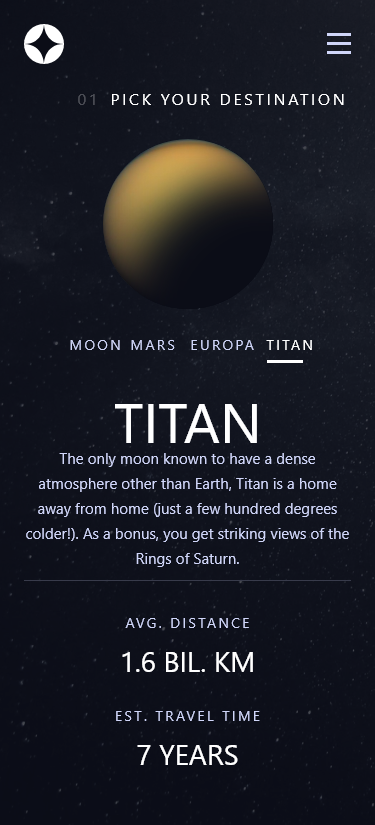 01 PICK YOUR DESTINATION
MOON MARS EUROPA TITAN
TITAN
The only moon known to have a dense
atmosphere other than Earth, Titan is a home
away from home (just a few hundred degrees
colder!). As a bonus, you get striking views of the
Rings of Saturn.
AVG. DISTANCE
1.6 BIL. KM
EST. TRAVEL TIME
7 YEARS